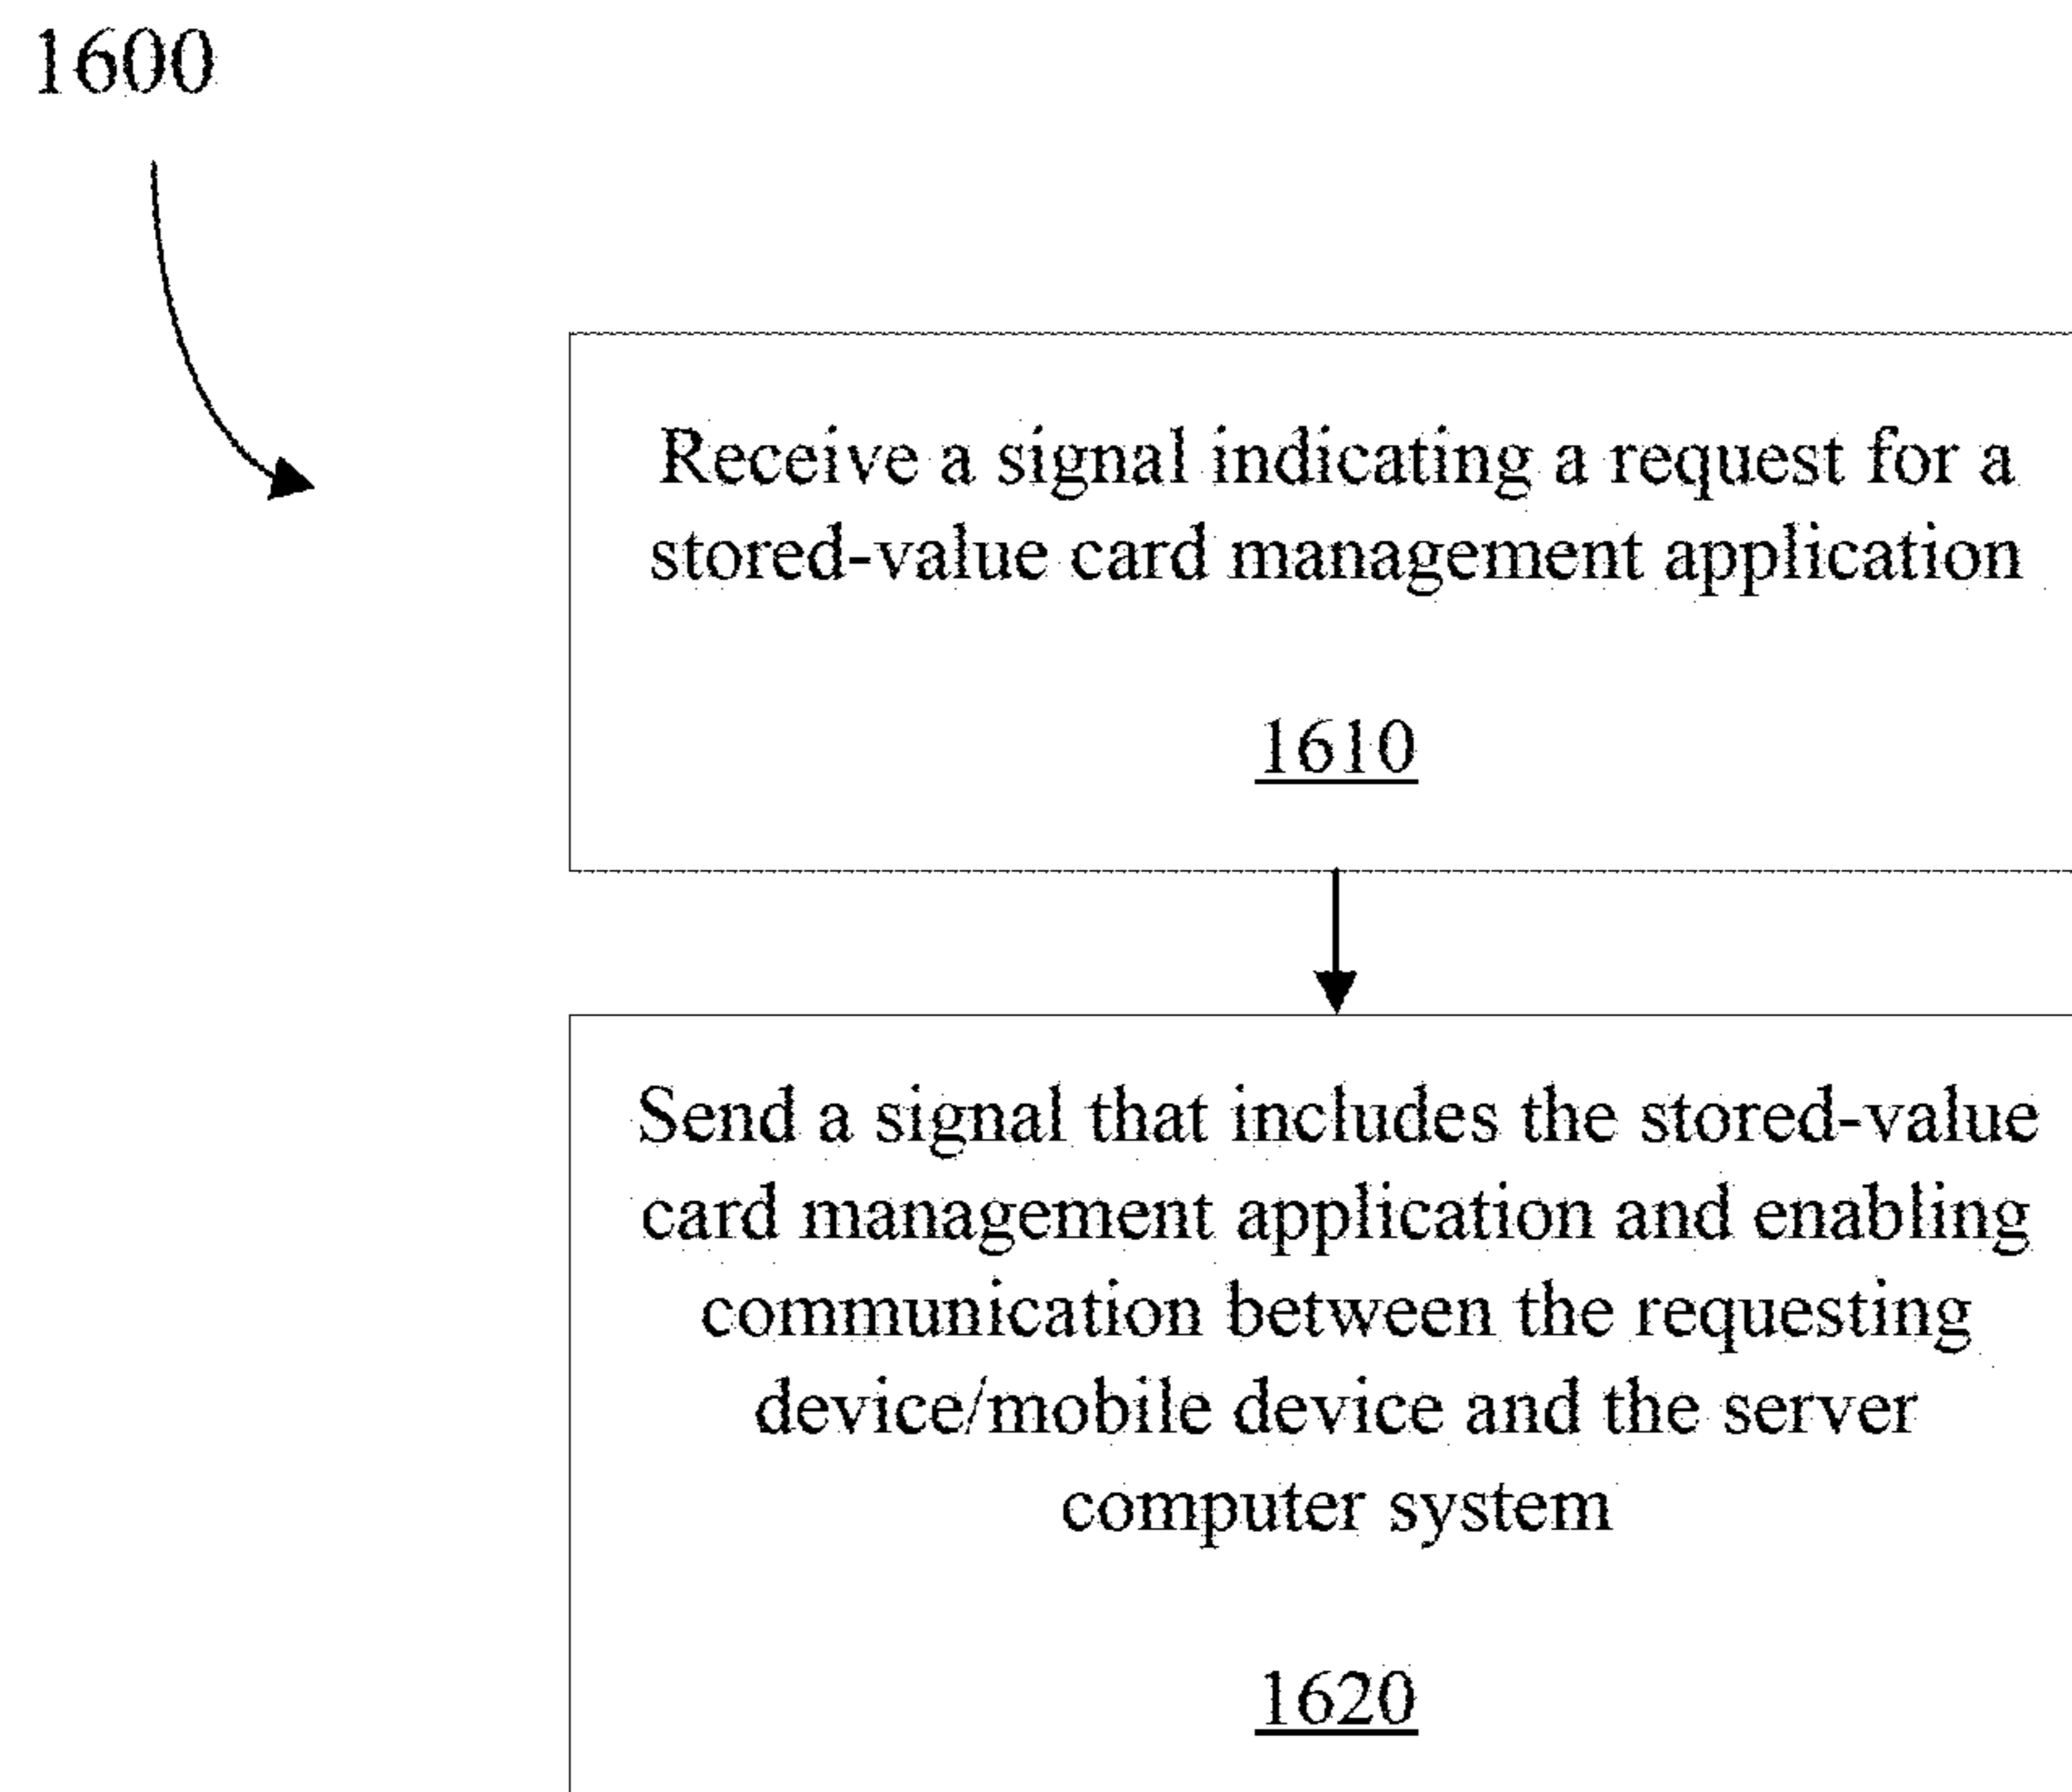 1600
Receive a signal indicating a request for a
stored-value card management application
1610
Send a signal that includes the stored-value
card management application and enabling
communication between the requesting
device/mobile device and the server
computer system
1620